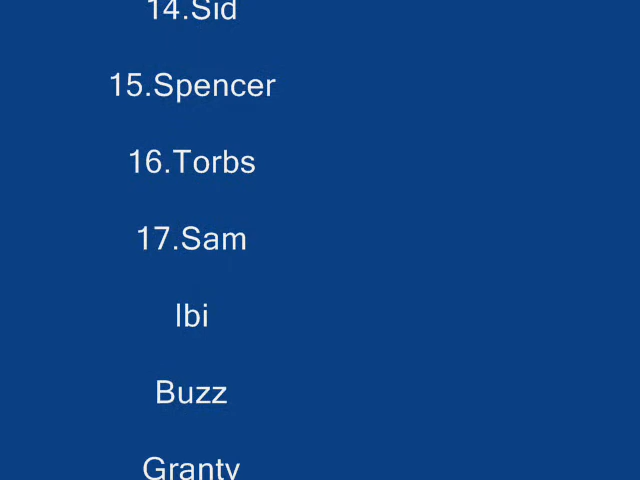 14.Sid
15.Spencer
16.Torbs
17.Sam
Ibi
Buzz
Granty